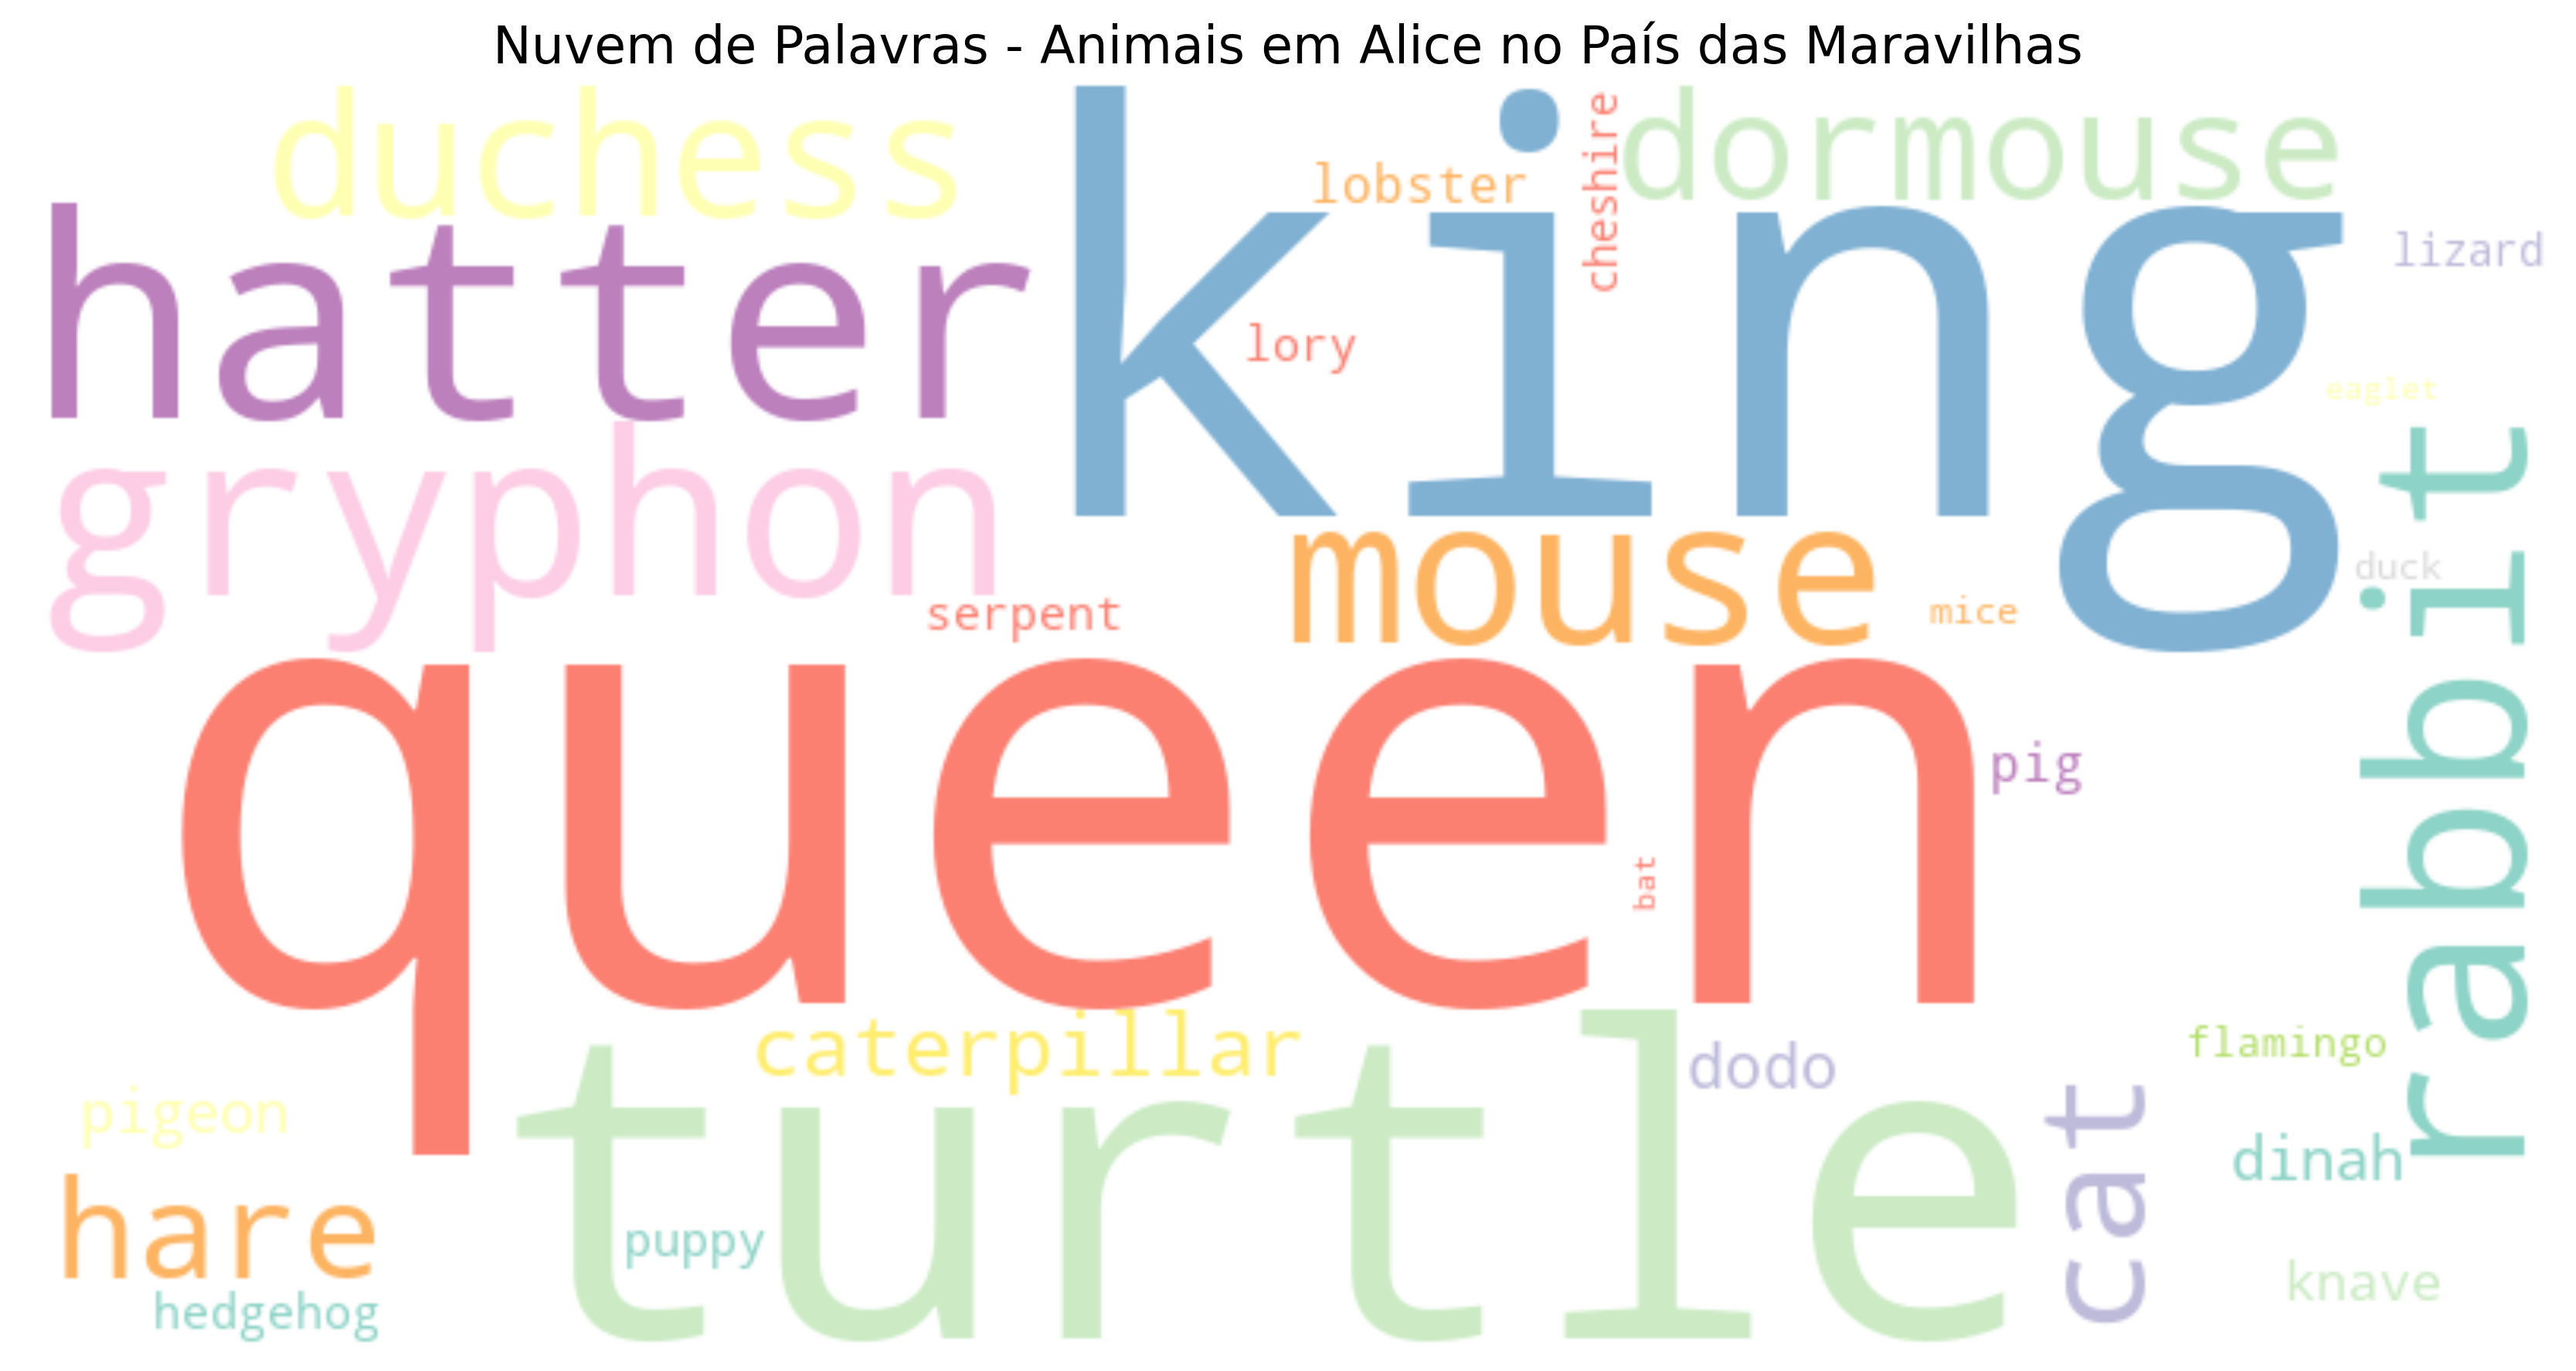 Nuvem de Palavras - Animais em Alice no País das Maravilhas
duchess
king
lobster
cheshire
dormouse
hatter
lizard
lory
eaglet
gryphon
mouse
serpent
mice
duck
rabbit
queen
pig
bat
caterpillar
dodo
flamingo
pigeon
turtle
cat
dinah
hare
puppy
knave
hedgehog